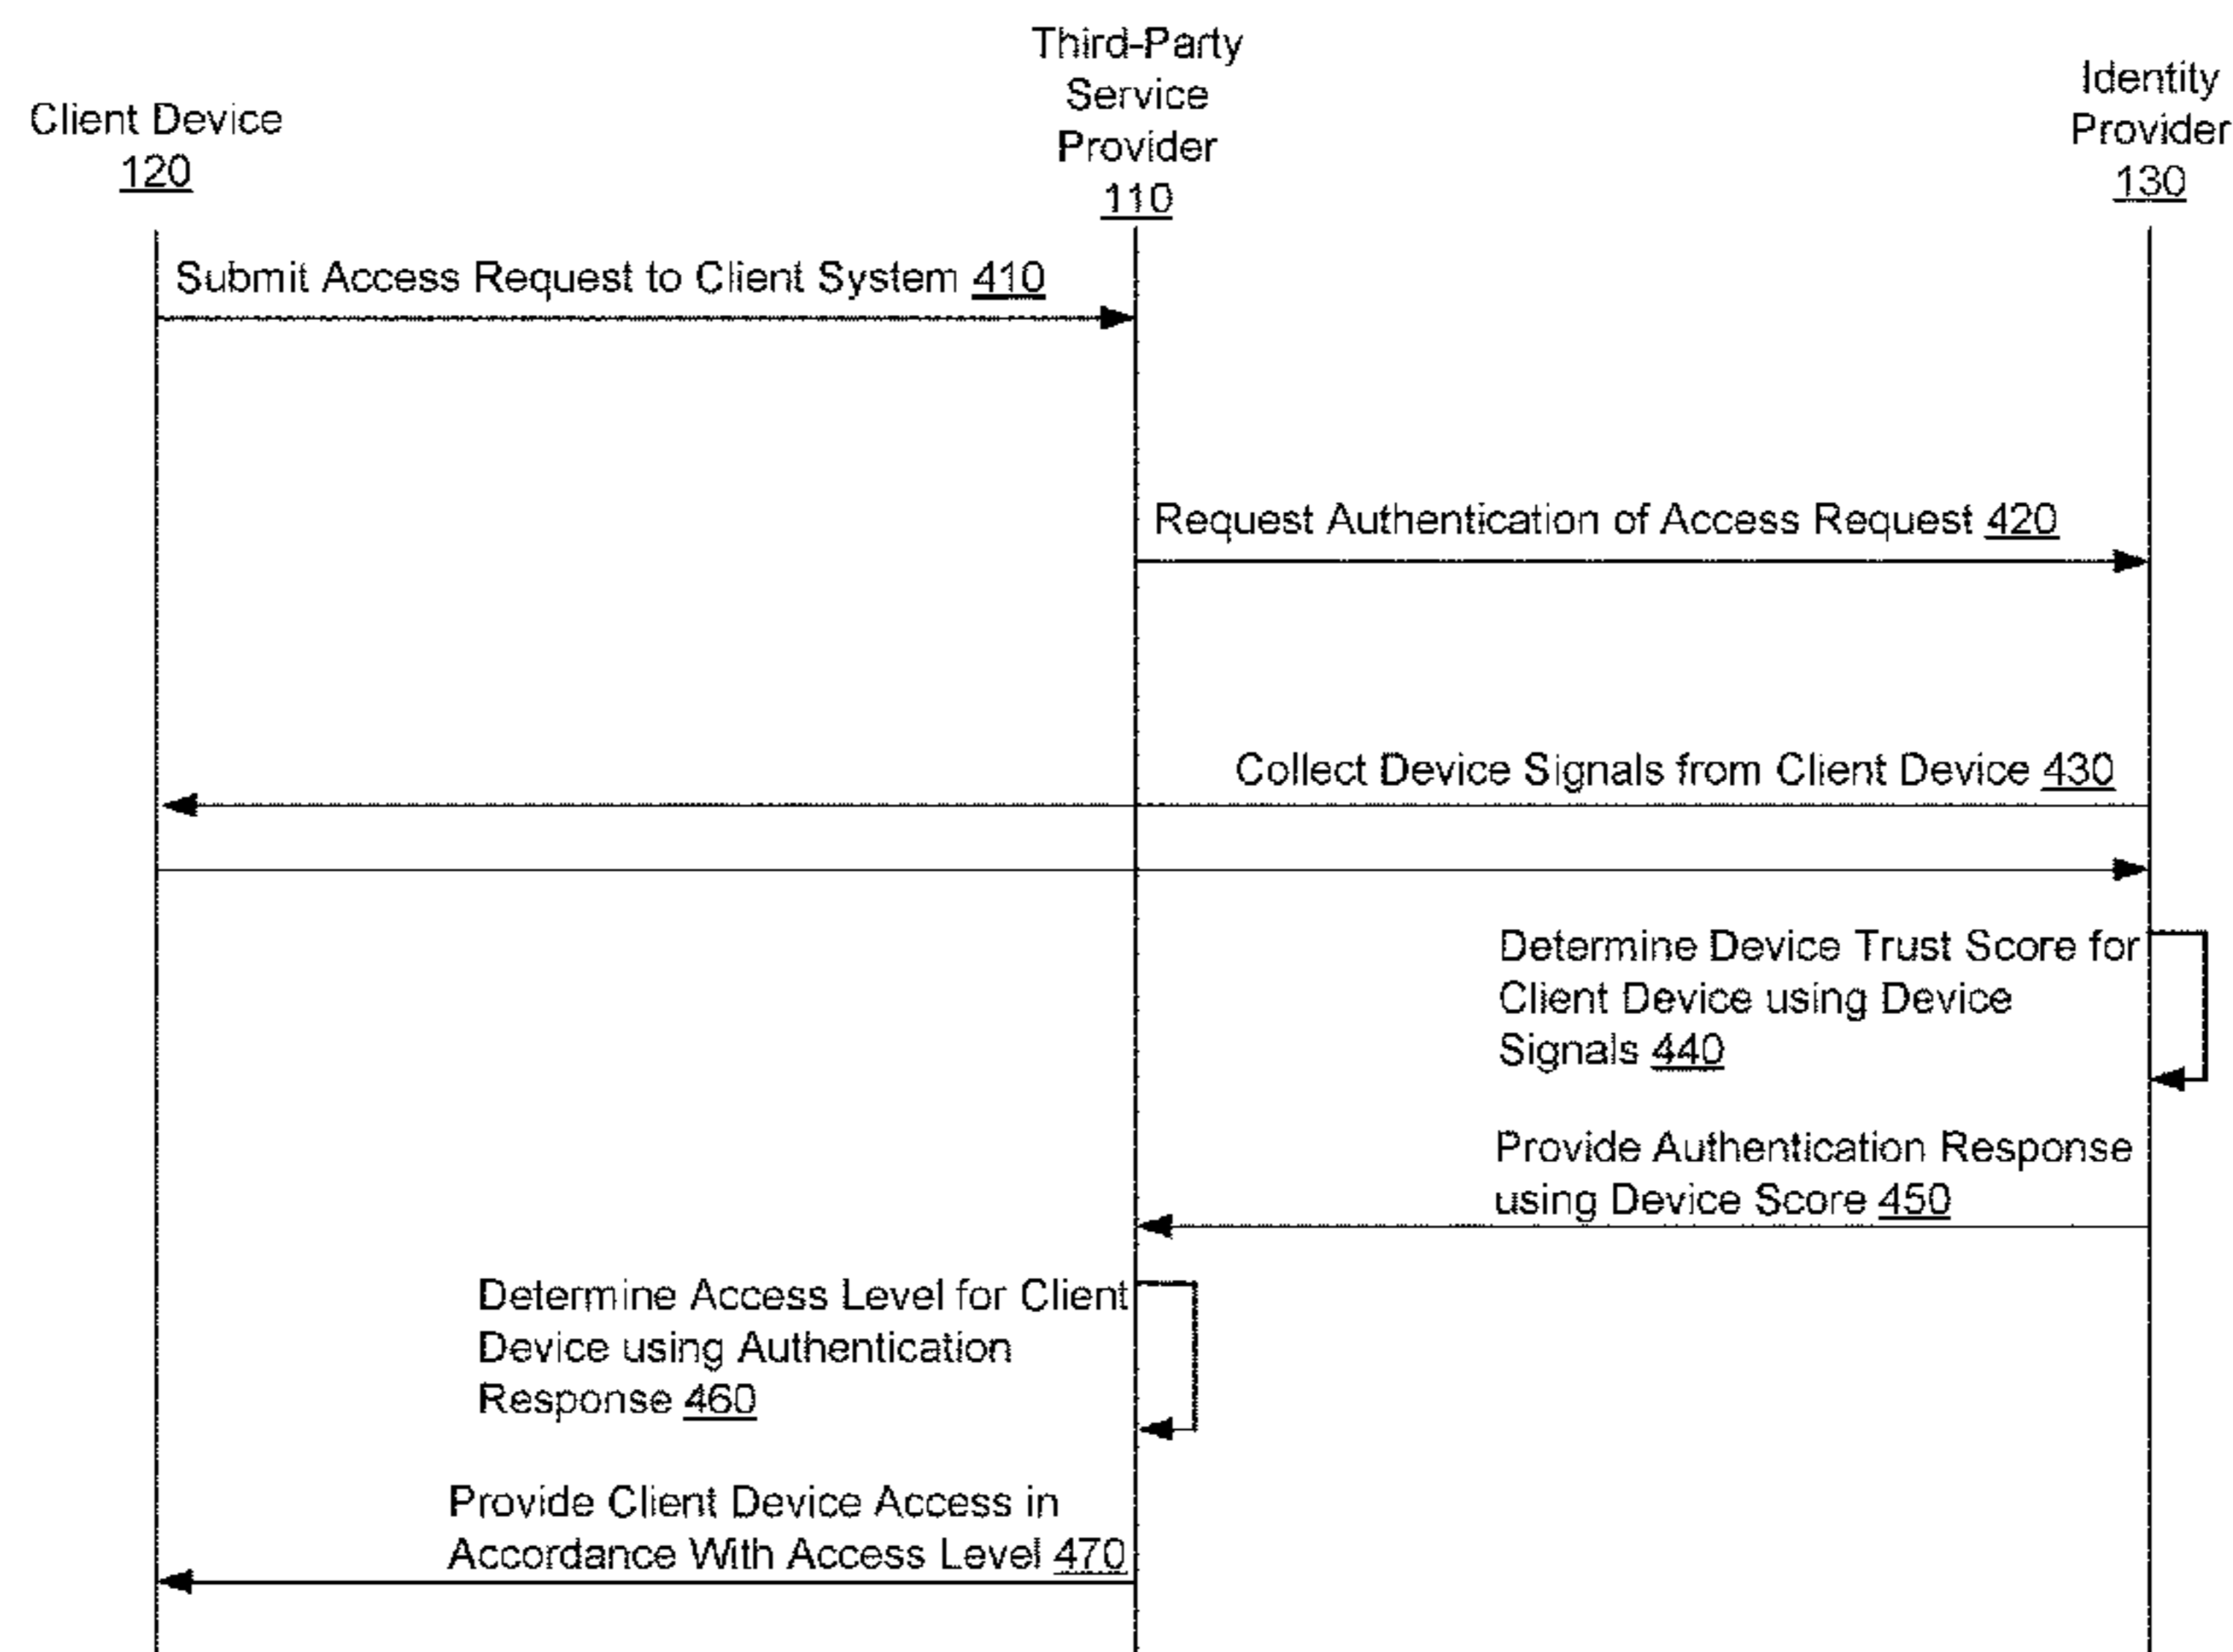 Client Device
120
Third-Party
Service
Provider
110
Identity
Provider
130
Submit Access Request to Client System 410
Request Authentication of Access Request 420
Collect Device Signals from Client Device 430
Determine Device Trust Score for
Client Device using Device
Signals 440
Provide Authentication Response
using Device Score 450
Determine Access Level for Client
Device using Authentication
Response 460
Provide Client Device Access in
Accordance With Access Level 470